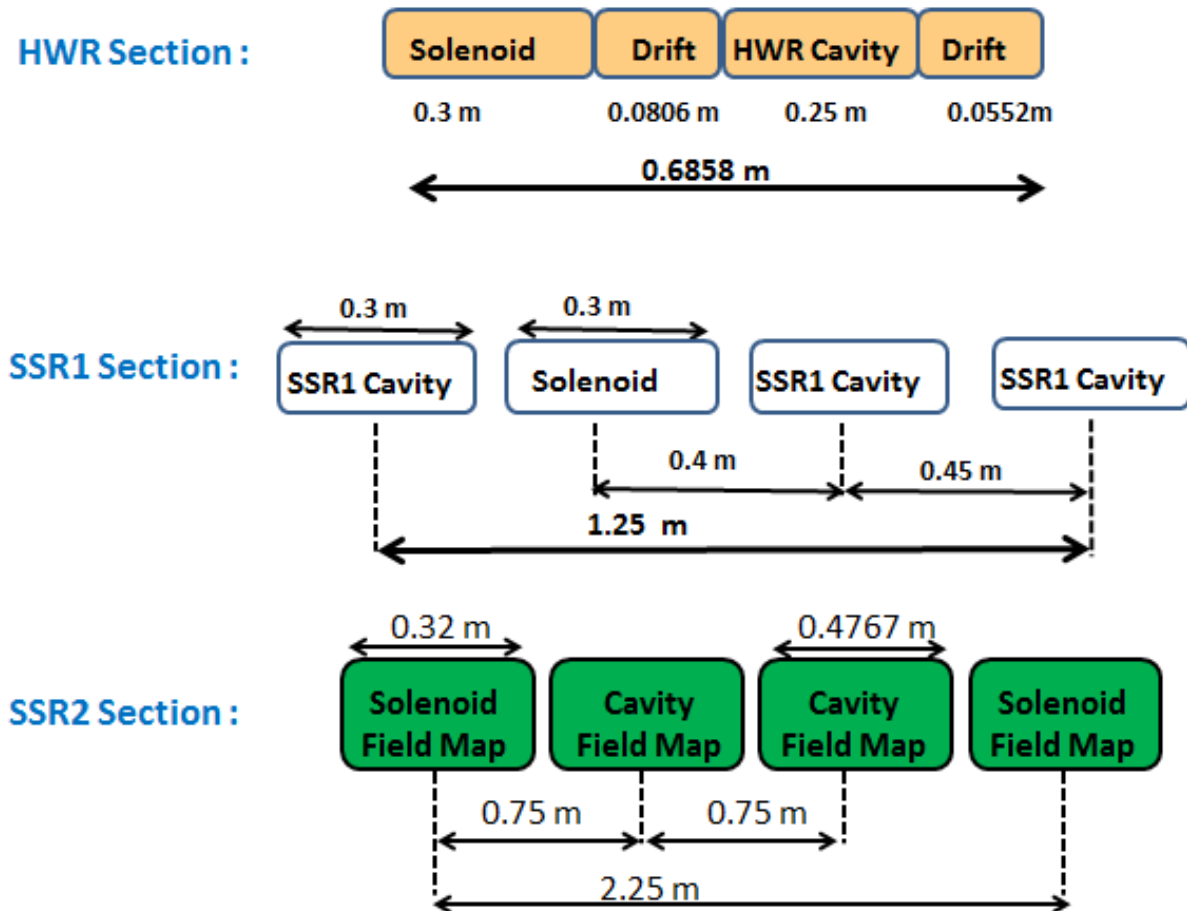 HWR Section :
Solenoid
Drift
HWR Cavity
Drift
0.3 m
0.0806 m
0.25 m
0.0552m
0.6858 m
SSR1 Section :
0.3 m
0.3 m
SSR1 Cavity
Solenoid
SSR1 Cavity
SSR1 Cavity
0.4 m
0.45 m
1.25 m
SSR2 Section :
0.32 m
0.4767 m
Solenoid
Field Map
Cavity
Field Map
Cavity
Field Map
Solenoid
Field Map
0.75 m
0.75 m
2.25 m